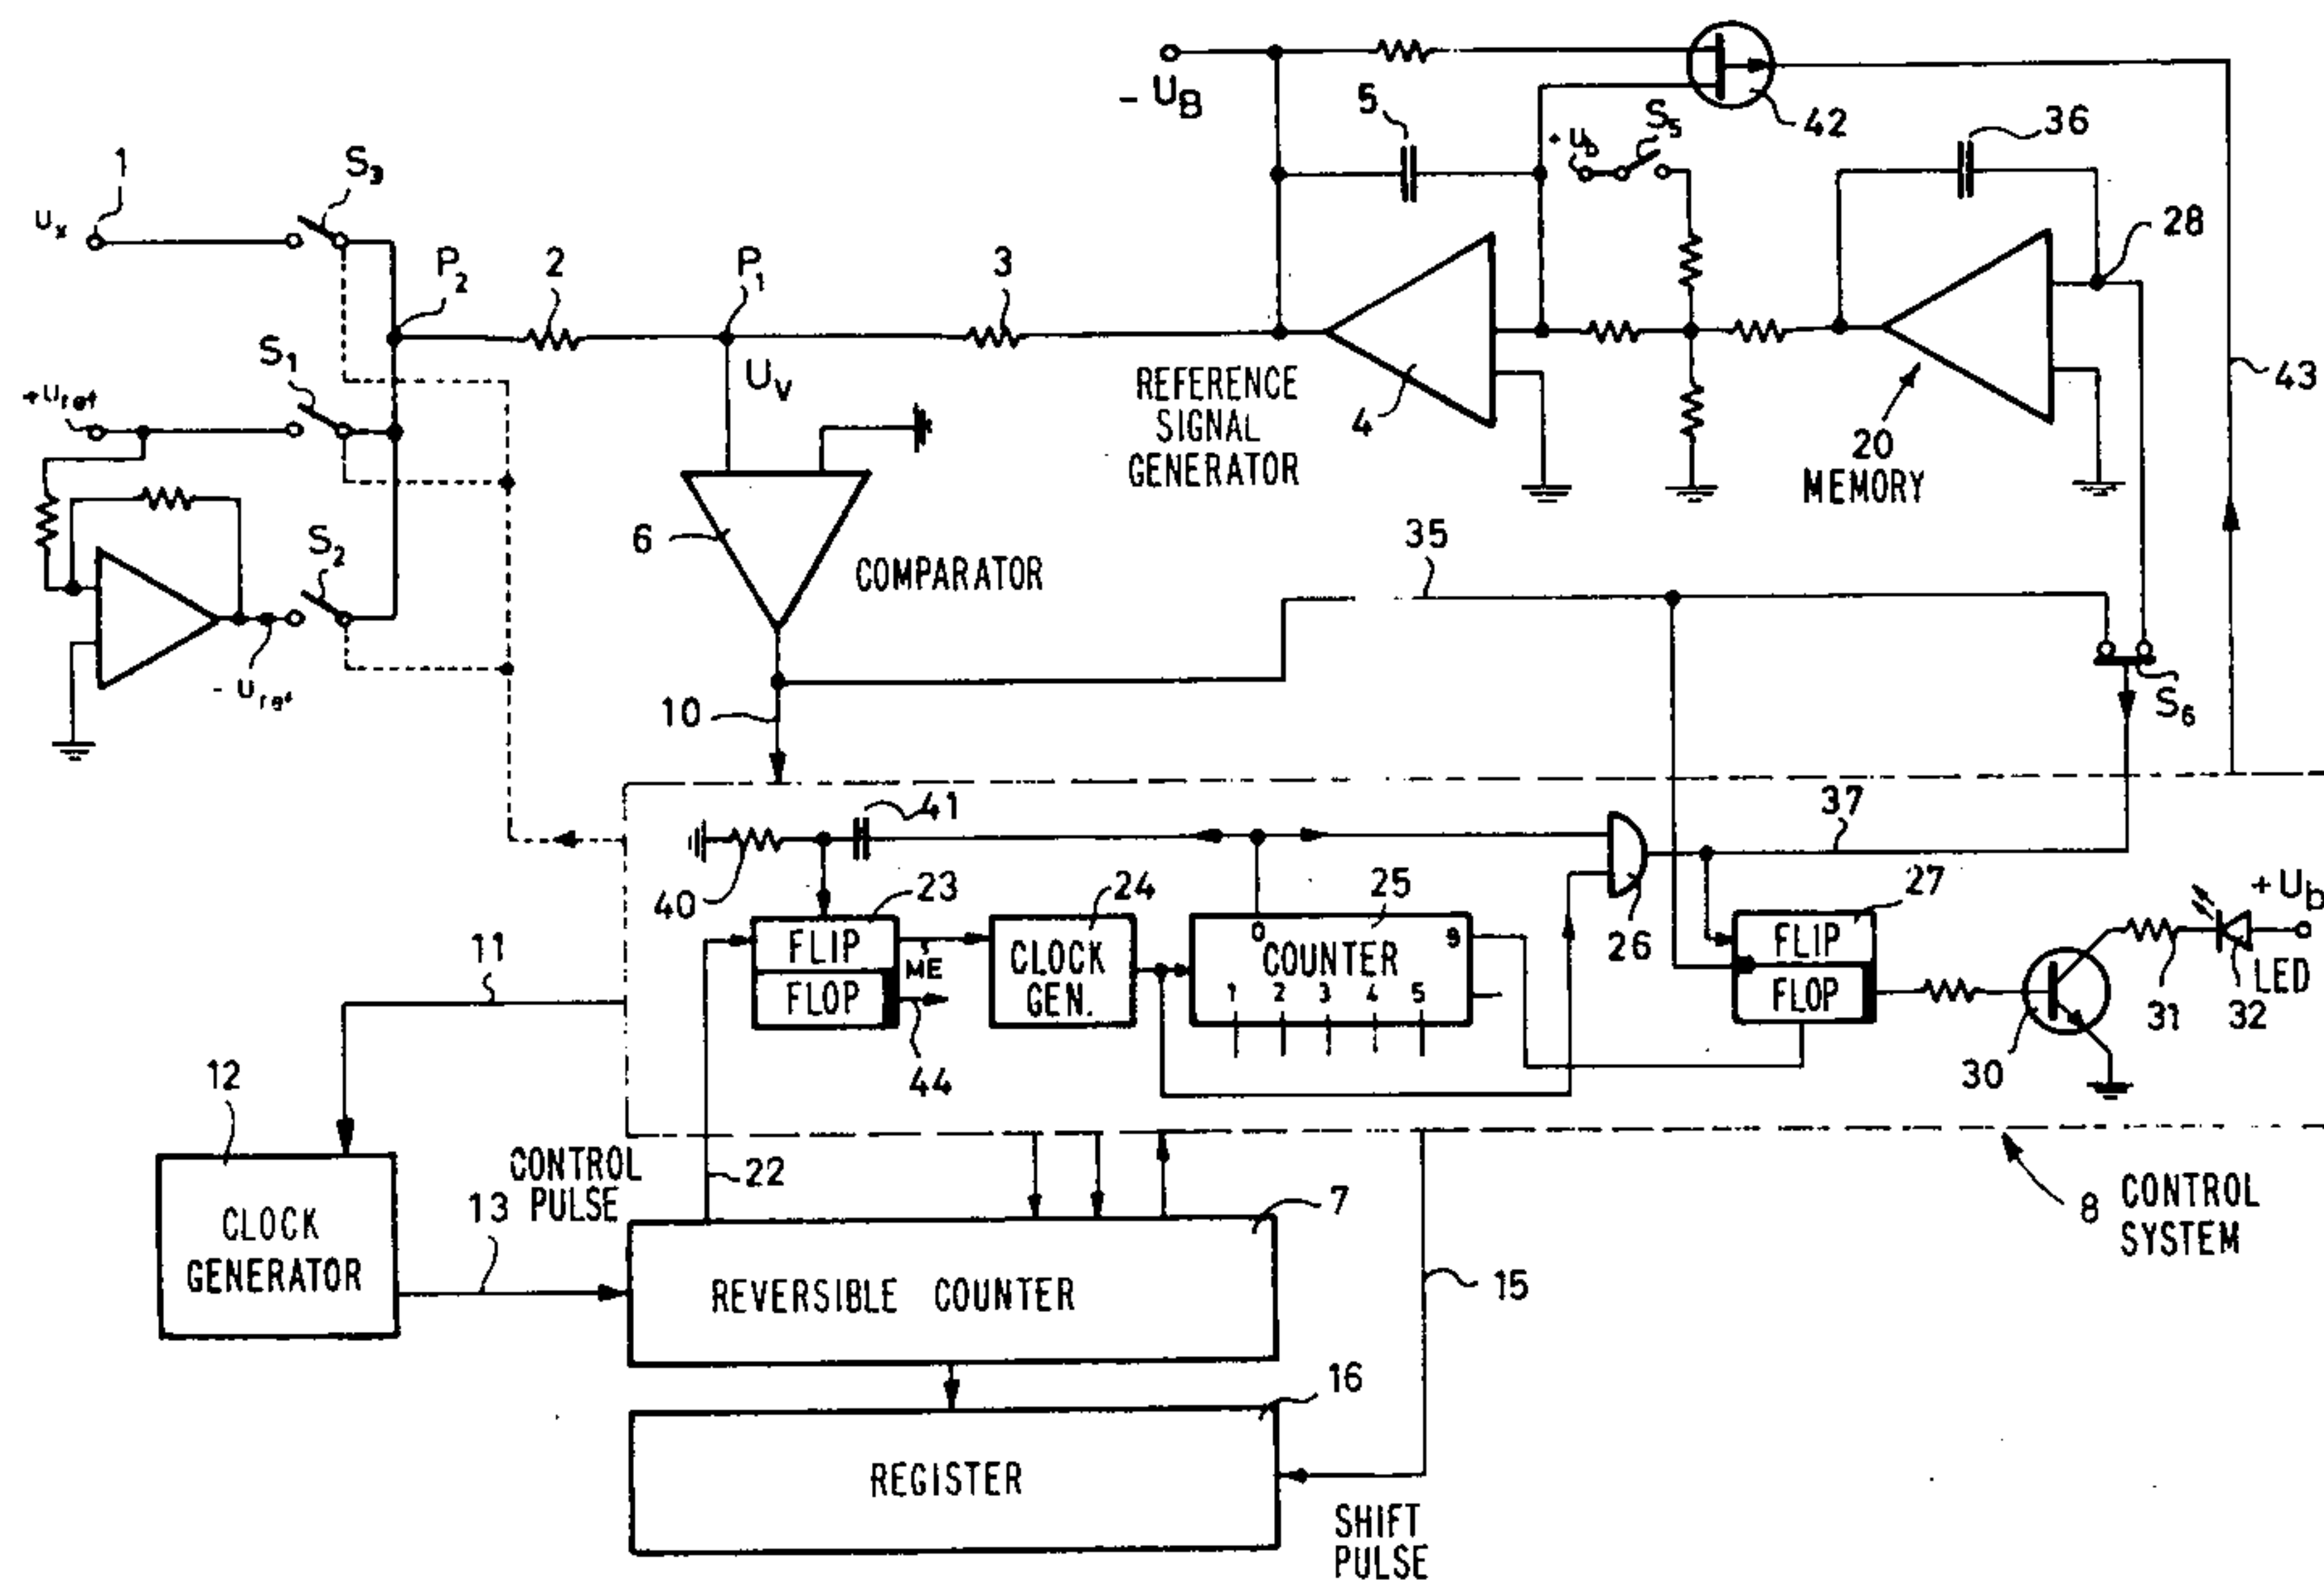 - U_B
5
+ u_b
S_5
42
36
1
S_3
u_x
P_2
2
P_1
3
28
S_1
U_v
+ u_ref
REFERENCE
SIGNAL
GENERATOR
4
20
MEMORY
43
S_2
6
COMPARATOR
35
- u_ref
10
S_6
41
37
40
23
24
25
26
27
+ U_b
FLIP
FLOP
ME
44
CLOCK
GEN.
0
9
COUNTER
1 2 3 4 5
FLIP
FLOP
30
31
32
LED
11
12
CONTROL
PULSE
22
13
CLOCK
GENERATOR
7
REVERSIBLE COUNTER
8 CONTROL
SYSTEM
15
16
REGISTER
SHIFT
PULSE